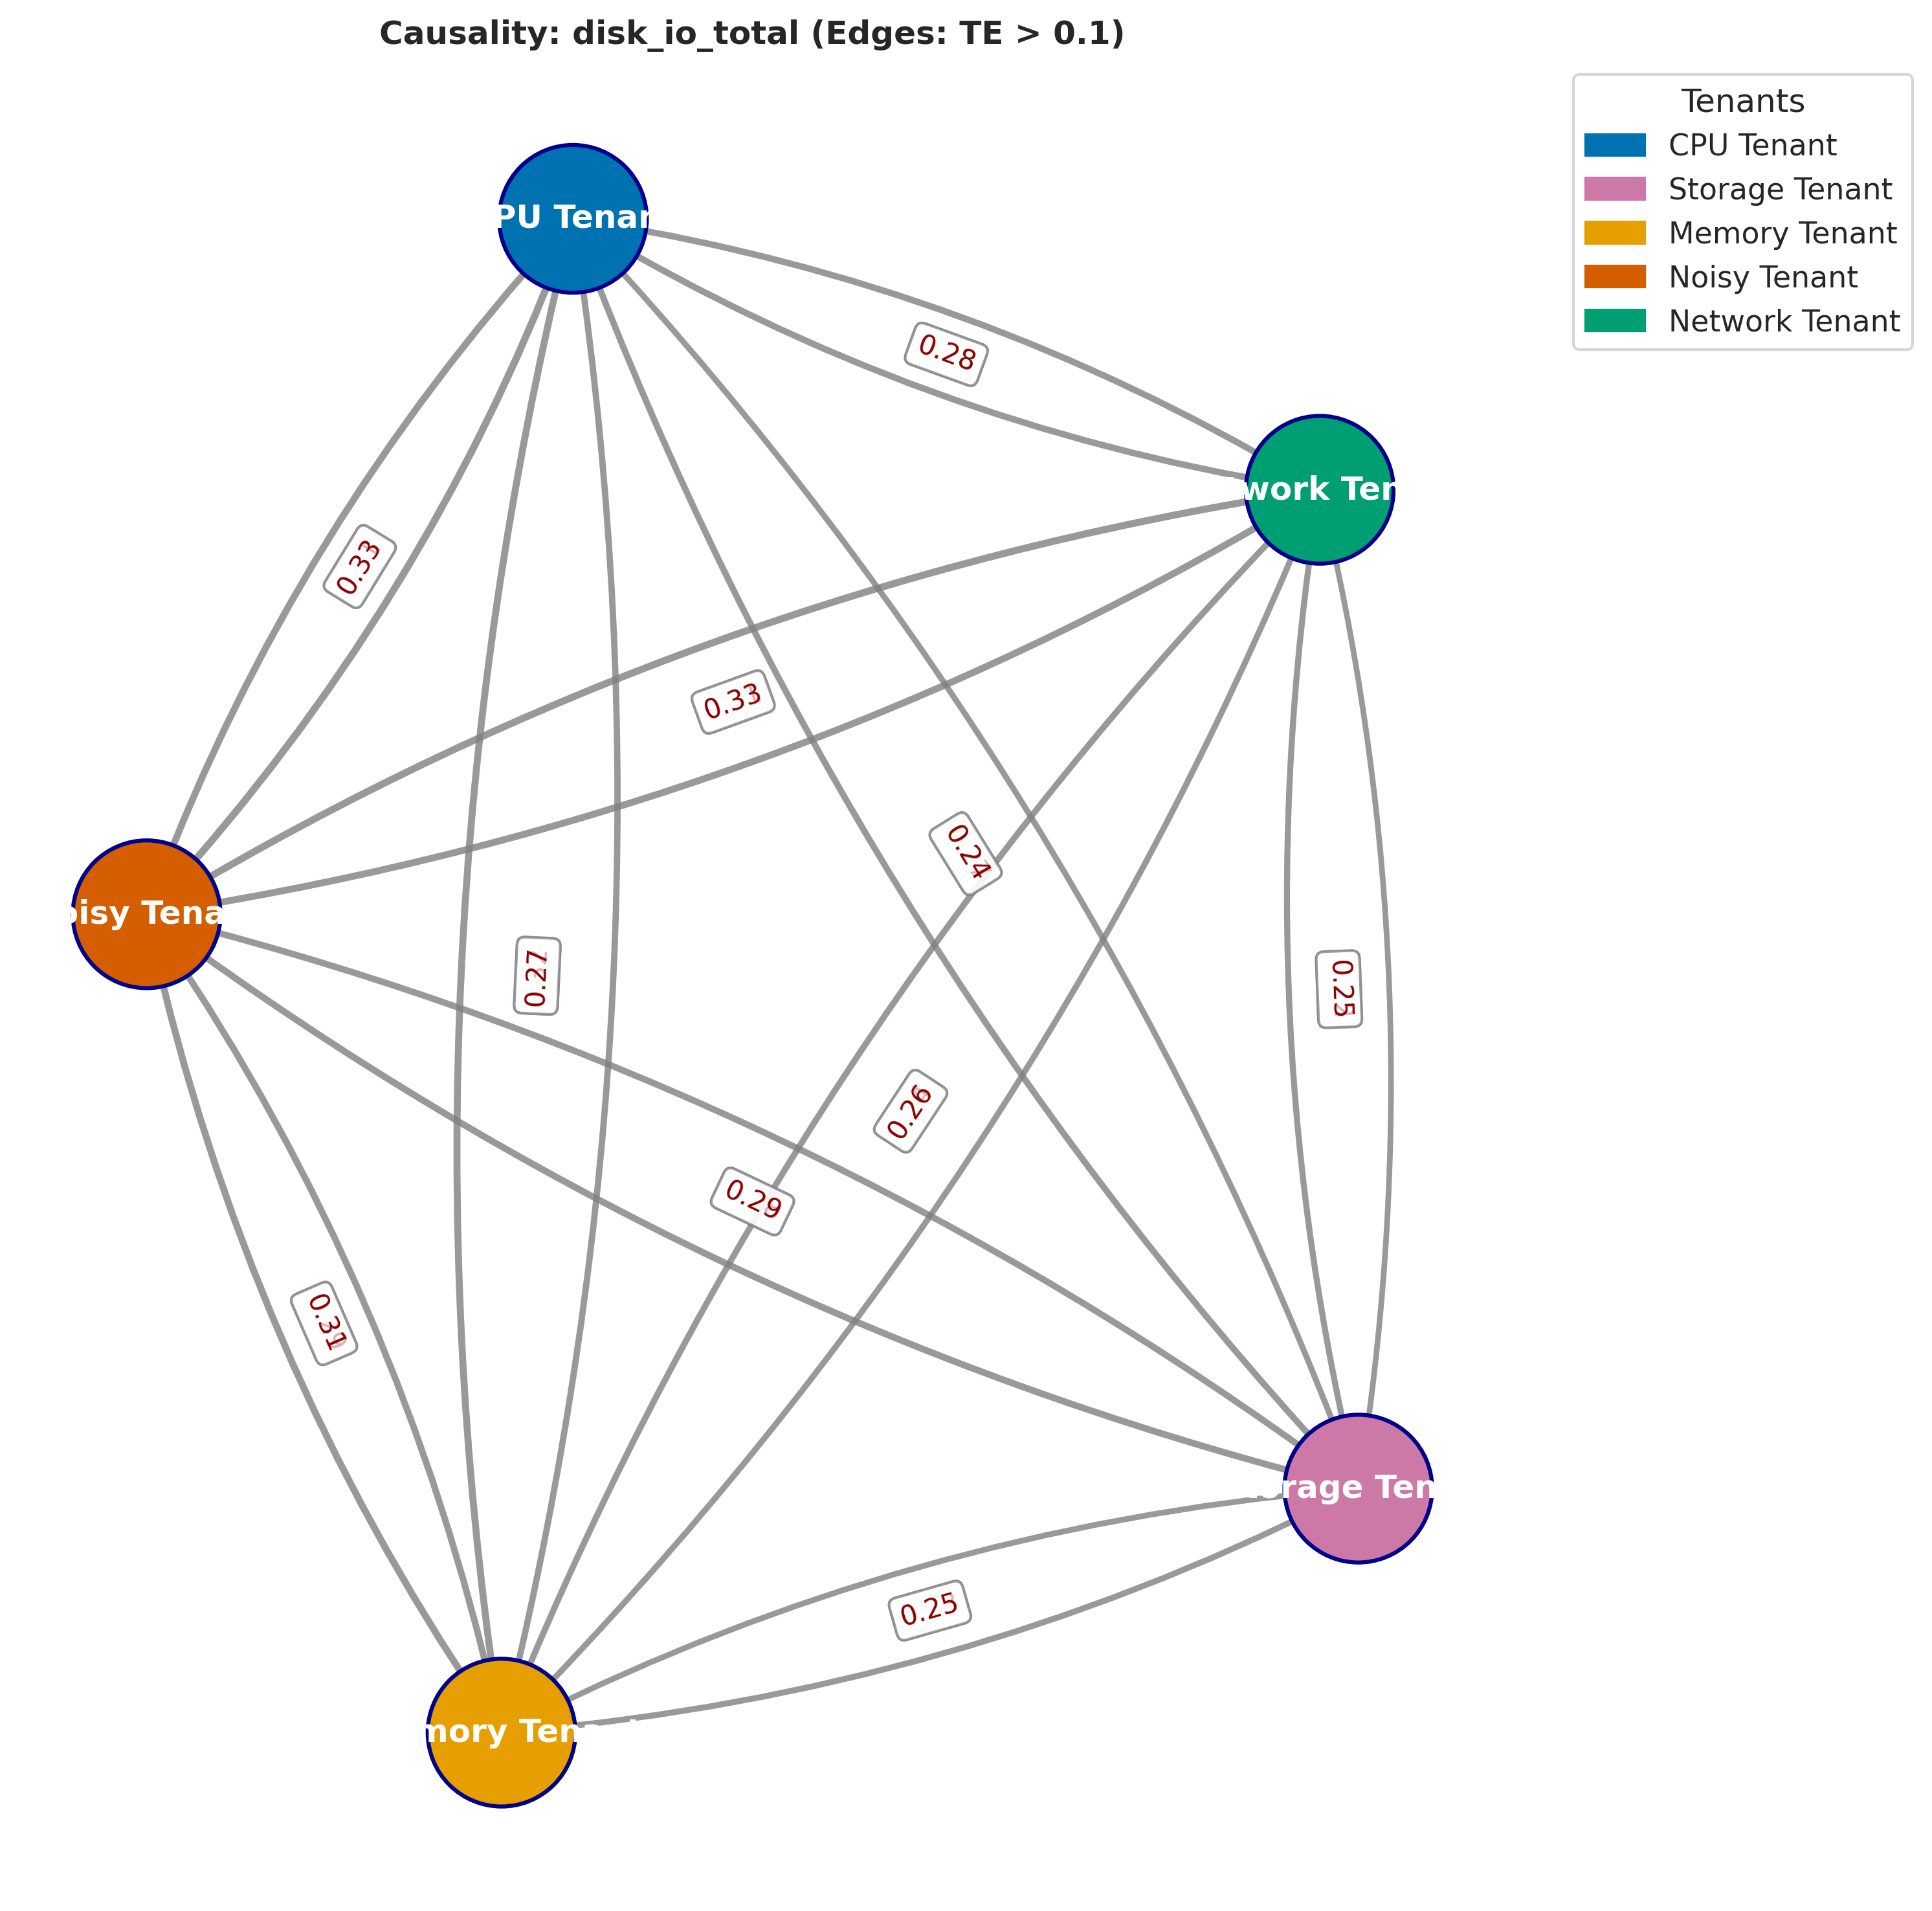 Causality: disk_io_total (Edges: TE > 0.1)
Tenants
CPU Tenant
Storage Tenant
Memory Tenant
Noisy Tenant
Network Tenant
PU Tenan
0.28
work Ten
0.33
0.33
0.24
oisy Tena
0.27
0.25
0.26
0.29
0.31
rage Ten
0.25
mory Ten